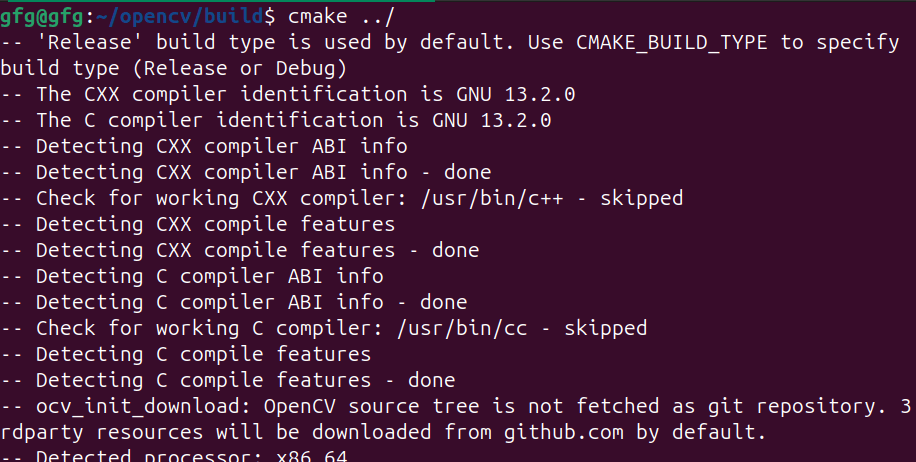 gfg@gfg:~/opencv/build$ cmake ../
-- 'Release' build type is used by default. Use CMAKE_BUILD_TYPE to specify
build type (Release or Debug)
-- The CXX compiler identification is GNU 13.2.0
-- The C compiler identification is GNU 13.2.0
-- Detecting CXX compiler ABI info
-- Detecting CXX compiler ABI info - done
-- Check for working CXX compiler: /usr/bin/c++ - skipped
-- Detecting CXX compile features
-- Detecting CXX compile features - done
-- Detecting C compiler ABI info
-- Detecting C compiler ABI info - done
-- Check for working C compiler: /usr/bin/cc - skipped
-- Detecting C compile features
-- Detecting C compile features - done
-- ocv_init_download: OpenCV source tree is not fetched as git repository. 3
rdparty resources will be downloaded from github.com by default.
-- Detected processor: x86_64